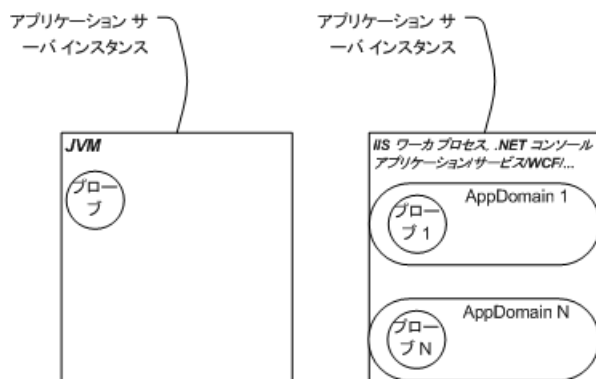 アプリケーション サ
ーバ インスタンス
アプリケーション サ
ーバ インスタンス
JVM
プロー
ブ
IIS ワーカ プロセス, .NET コンソール
アプリケーション/サービス/WCF/...
AppDomain 1
プロー
ブ 1
AppDomain N
プロー
ブ N